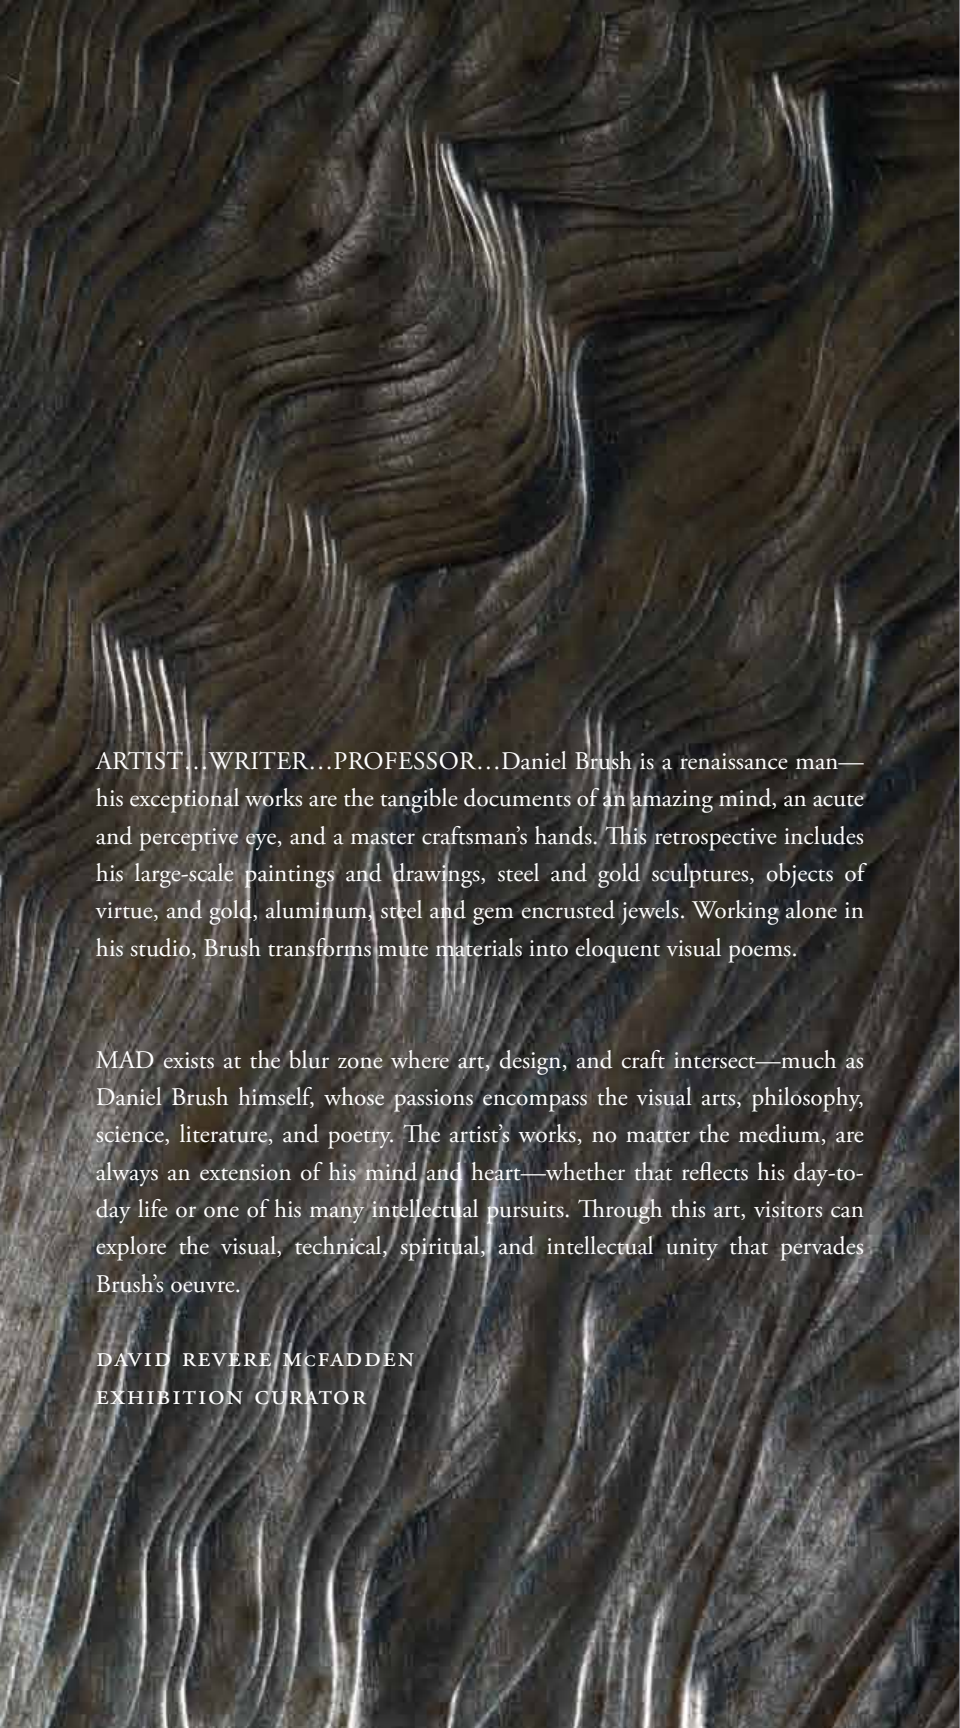 ARTIST…WRITER…PROFESSOR…Daniel Brush is a renaissance man—
his exceptional works are the tangible documents of an amazing mind, an acute
and perceptive eye, and a master craftsman’s hands. This retrospective includes
his large-scale paintings and drawings, steel and gold sculptures, objects of
virtue, and gold, aluminum, steel and gem encrusted jewels. Working alone in
his studio, Brush transforms mute materials into eloquent visual poems.
MAD exists at the blur zone where art, design, and craft intersect—much as
Daniel Brush himself, whose passions encompass the visual arts, philosophy,
science, literature, and poetry. The artist’s works, no matter the medium, are
always an extension of his mind and heart—whether that reflects his day-to-
day life or one of his many intellectual pursuits. Through this art, visitors can
explore the visual, technical, spiritual, and intellectual unity that pervades
Brush’s oeuvre.
DAVID REVERE McFADDEN
EXHIBITION CURATOR